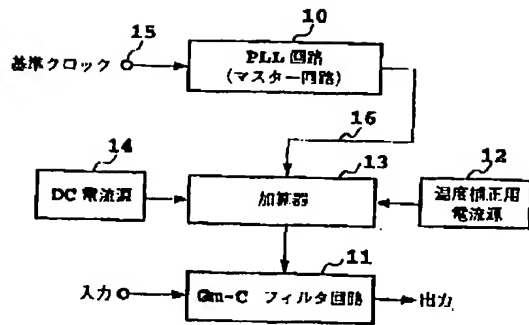 15
10
基準クロック
PLL 回路
(マスター回路)
16
14
13
12
DC 電流源
加算器
温度補正用
電流源
11
入力
Gm-C フィルタ回路
出力